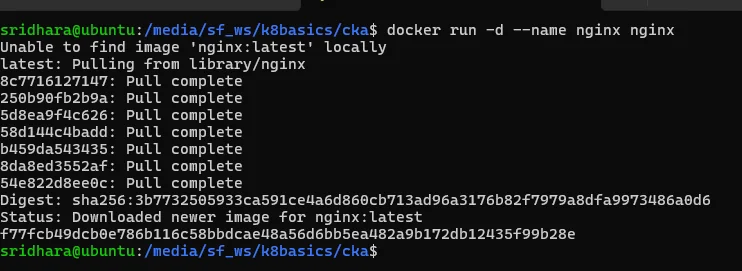 sridhara@ubuntu:/media/sf_ws/k8basics/cka$ docker run -d --name nginx nginx
Unable to find image 'nginx:latest' locally
latest: Pulling from library/nginx
8c7716127147: Pull complete
250b90fb2b9a: Pull complete
5d8ea9f4c626: Pull complete
58d144c4badd: Pull complete
b459da543435: Pull complete
8da8ed3552af: Pull complete
54e822d8ee0c: Pull complete
Digest: sha256:3b7732505933ca591ce4a6d860cb713ad96a3176b82f7979a8dfa9973486a0d6
Status: Downloaded newer image for nginx:latest
f77fcb49dcb0e786b116c58bbdcae48a56d6bb5ea482a9b172db12435f99b28e
sridhara@ubuntu:/media/sf_ws/k8basics/cka$